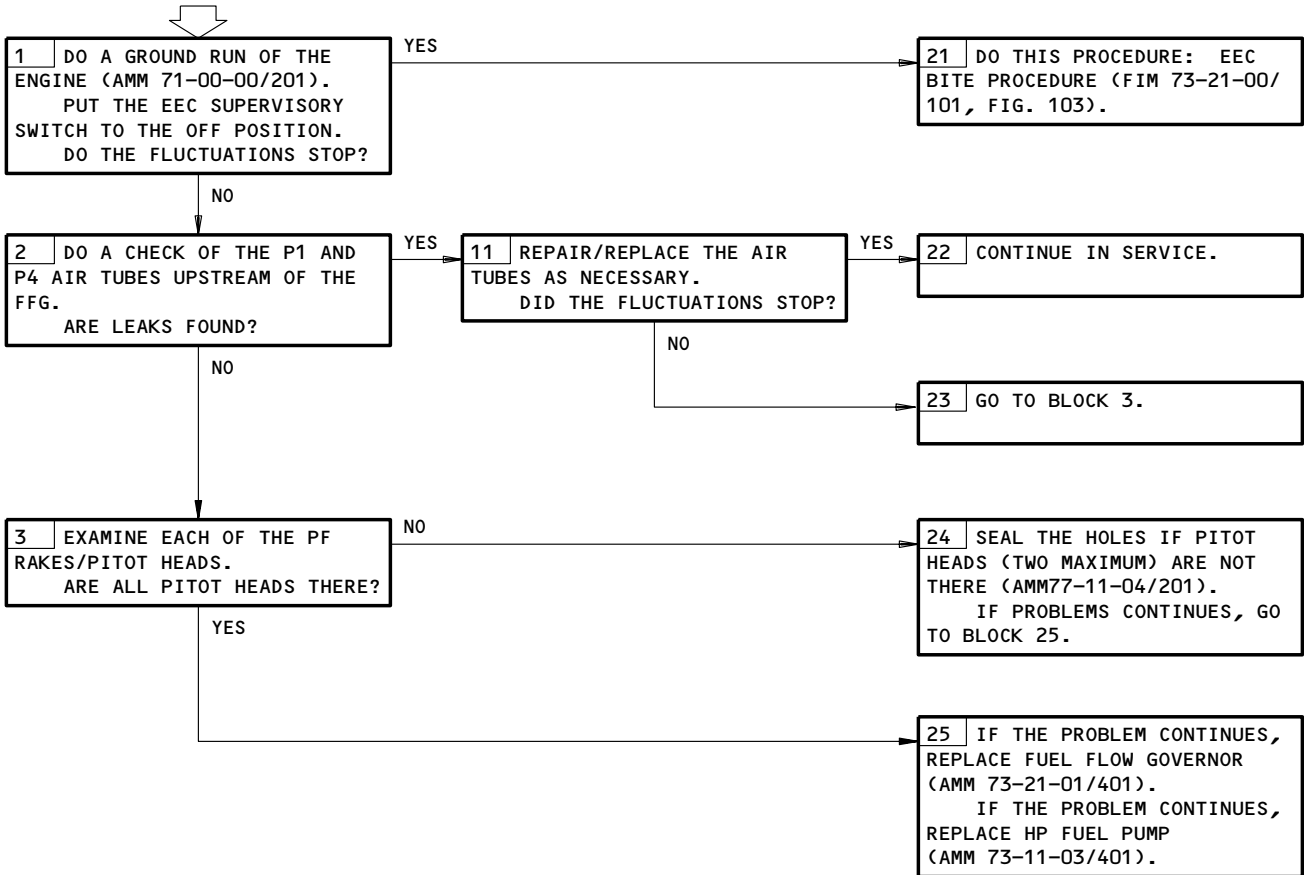 1 DO A GROUND RUN OF THE
ENGINE (AMM 71-00-00/201).
PUT THE EEC SUPERVISORY
SWITCH TO THE OFF POSITION.
DO THE FLUCTUATIONS STOP?
YES
21 DO THIS PROCEDURE: EEC
BITE PROCEDURE (FIM 73-21-00/
101, FIG. 103).
NO
2 DO A CHECK OF THE P1 AND
P4 AIR TUBES UPSTREAM OF THE
FFG.
ARE LEAKS FOUND?
YES
11 REPAIR/REPLACE THE AIR
TUBES AS NECESSARY.
DID THE FLUCTUATIONS STOP?
YES
22 CONTINUE IN SERVICE.
NO
NO
23 GO TO BLOCK 3.
3 EXAMINE EACH OF THE PF
RAKES/PITOT HEADS.
ARE ALL PITOT HEADS THERE?
NO
24 SEAL THE HOLES IF PITOT
HEADS (TWO MAXIMUM) ARE NOT
THERE (AMM77-11-04/201).
IF PROBLEMS CONTINUES, GO
TO BLOCK 25.
YES
25 IF THE PROBLEM CONTINUES,
REPLACE FUEL FLOW GOVERNOR
(AMM 73-21-01/401).
IF THE PROBLEM CONTINUES,
REPLACE HP FUEL PUMP
(AMM 73-11-03/401).